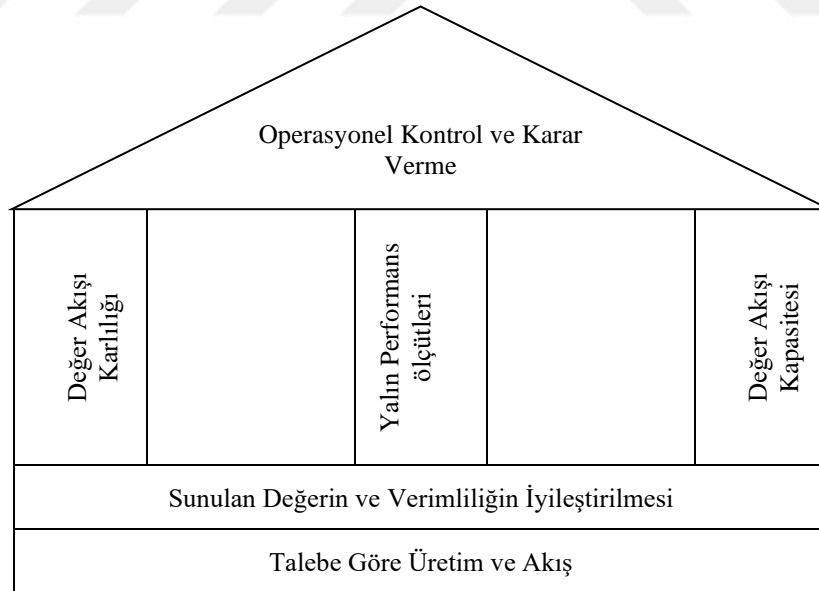 Operasyonel Kontrol ve Karar
Verme
Değer Akışı
Karlılığı
Yalın Performans
ölçütleri
Değer Akışı
Kapasitesi
Sunulan Değerin ve Verimliliğin İyileştirilmesi
Talebe Göre Üretim ve Akış